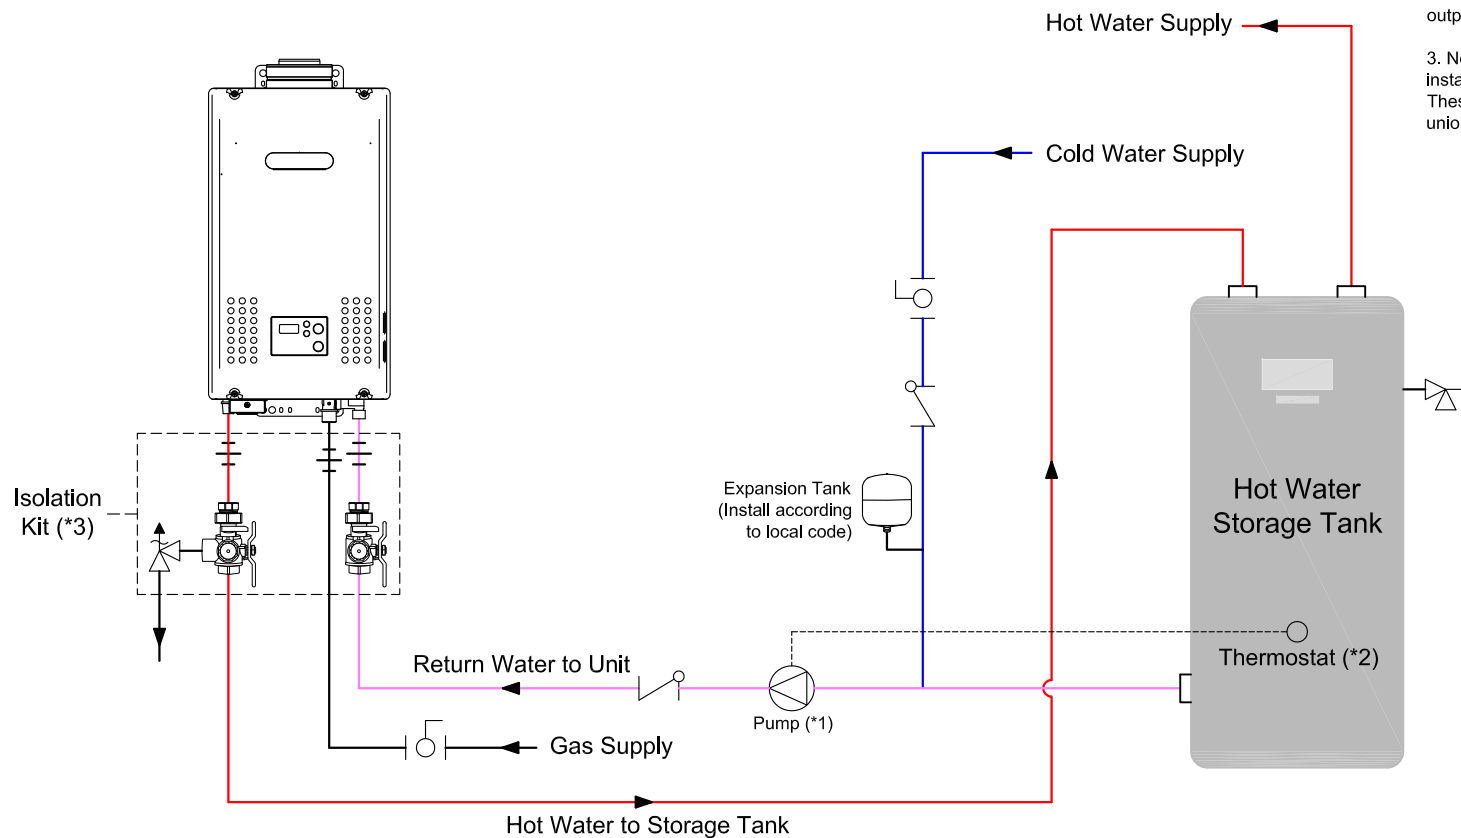 Hot Water Supply
outp
3. N
insta
Thes
unio
Cold Water Supply
Isolation
Kit (*3)
Expansion Tank
(Install according
to local code)
Hot Water
Storage Tank
Return Water to Unit
Thermostat (*2)
Pump (*1)
Gas Supply
Hot Water to Storage Tank